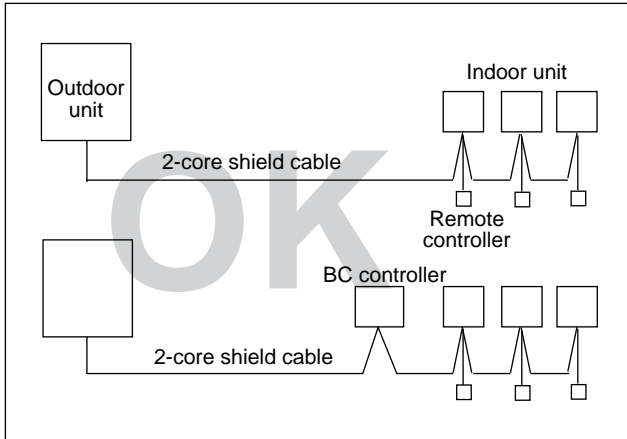 Outdoor
unit
Indoor unit
2-core shield cable
Remote
controller
OK
BC controller
2-core shield cable